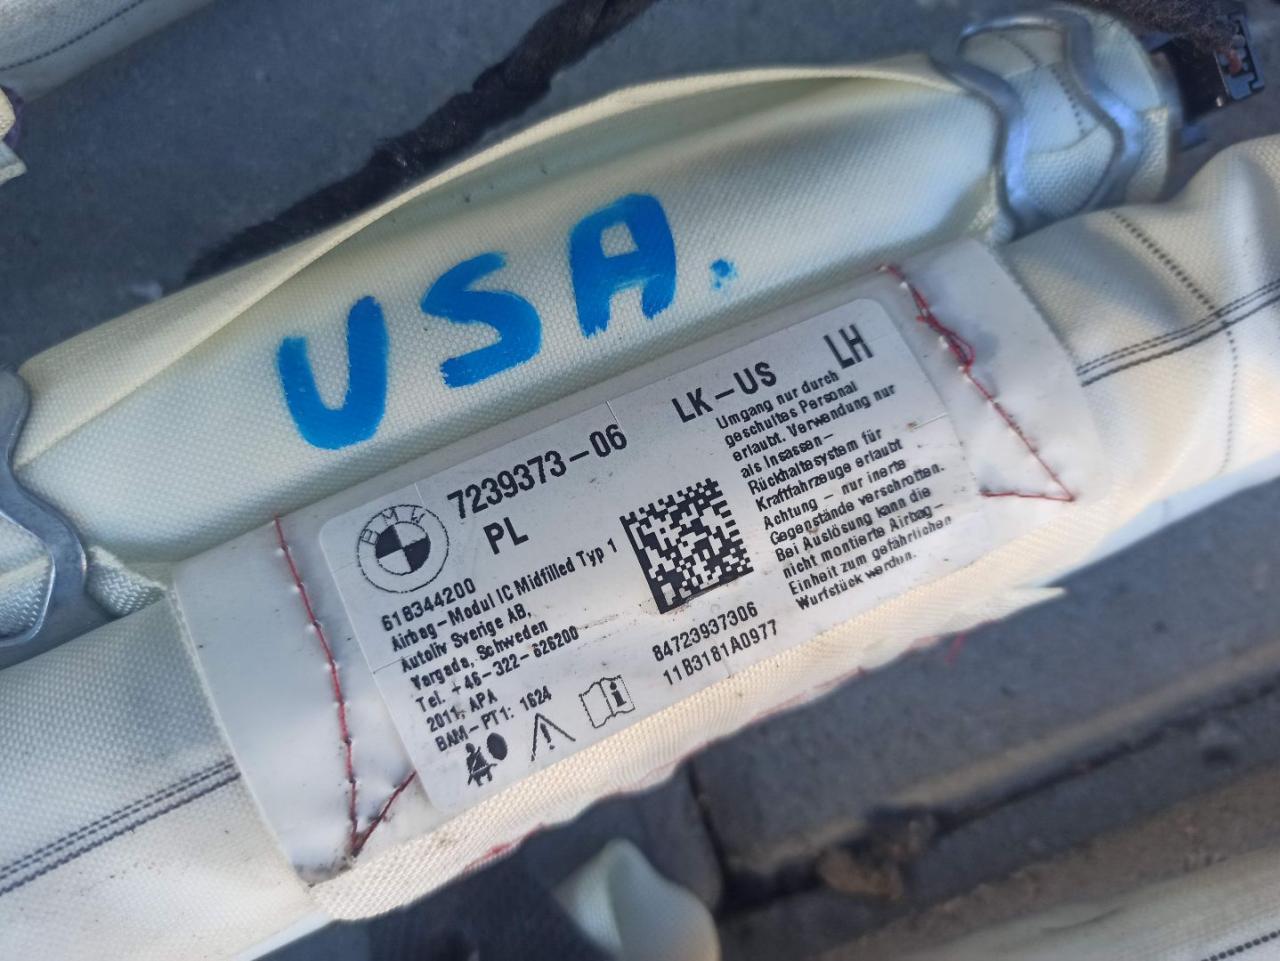 USA.
7239373-06
PL
LK-US
LH
BMW
618344200
Airbag-Modul IC Midfilled Typ 1
Autoliv Sverige AB,
Vargada, Schweden
Tel. +46-322-626200
2011, APA
BAM-PT1: 1624
84723937306
11B3181A0977
Umgang nur durch
geschultes Personal
erlaubt. Verwendung nur
als Insassen-
Rückhaltesystem für
Kraftfahrzeuge erlaubt
Achtung - nur inerte
Gegenstände verschrotten.
Bei Auslösung kann die
nicht montierte Airbag-
Einheit zum gefährlichen
Wurfstück werden.